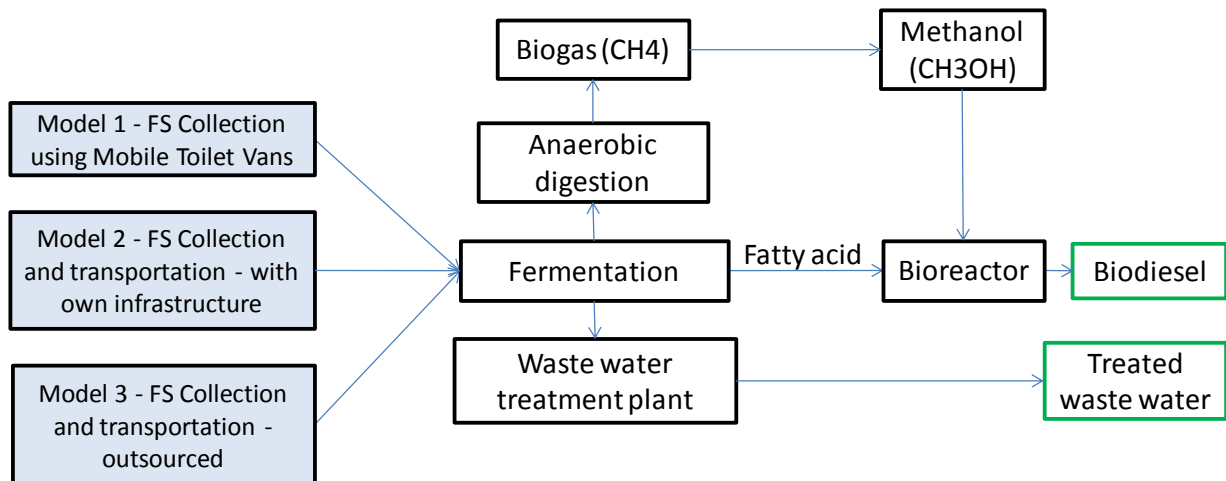 Biogas (CH4)
Methanol
(CH3OH)
Model 1 - FS Collection
using Mobile Toilet Vans
Anaerobic
digestion
Model 2 - FS Collection
and transportation - with
own infrastructure
Fermentation
Fatty acid
Bioreactor
Biodiesel
Waste water
treatment plant
Treated
waste water
Model 3 - FS Collection
and transportation -
outsourced